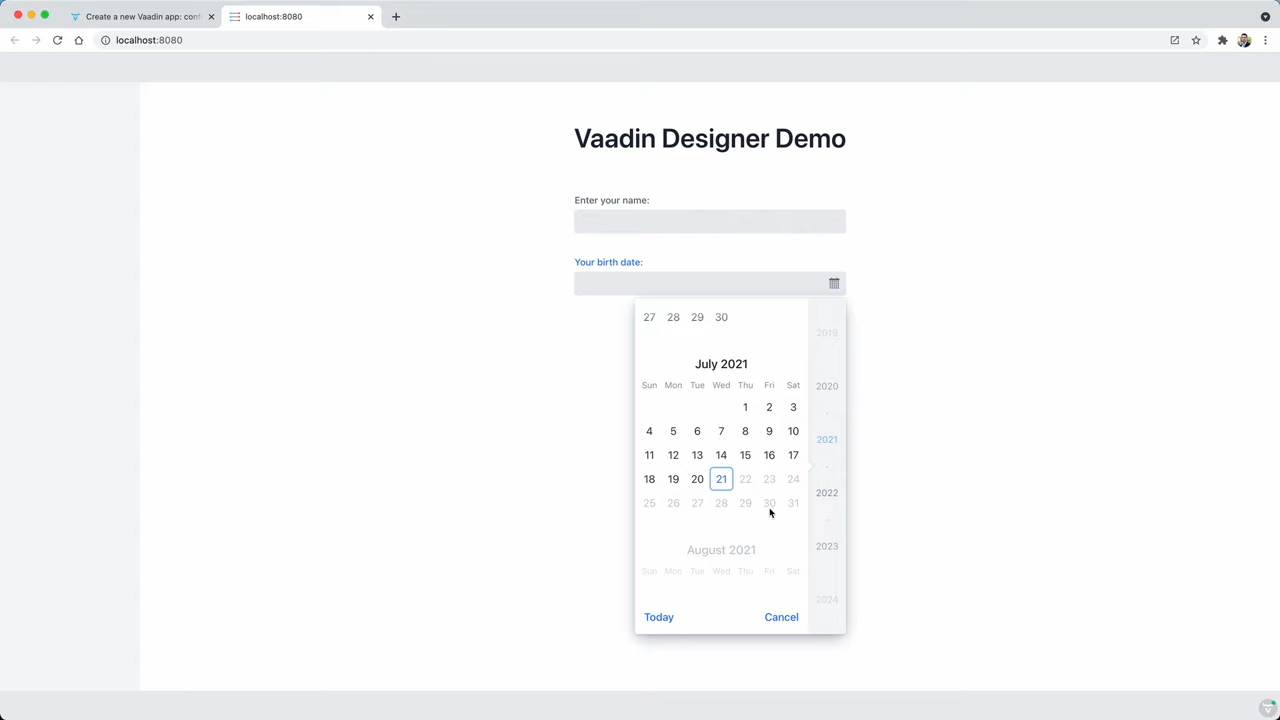 Create a new Vaadin app: conf
localhost:8080
localhost:8080
Vaadin Designer Demo
Enter your name:
Your birth date:
27 28 29 30
2019
July 2021
Sun Mon Tue Wed Thu Fri Sat
2020
1 2 3
4 5 6 7 8 9 10
2021
11 12 13 14 15 16 17
18 19 20 21 22 23 24
2022
25 26 27 28 29 30 31
August 2021
2023
Sun Mon Tue Wed Thu Fri Sat
2024
Today Cancel